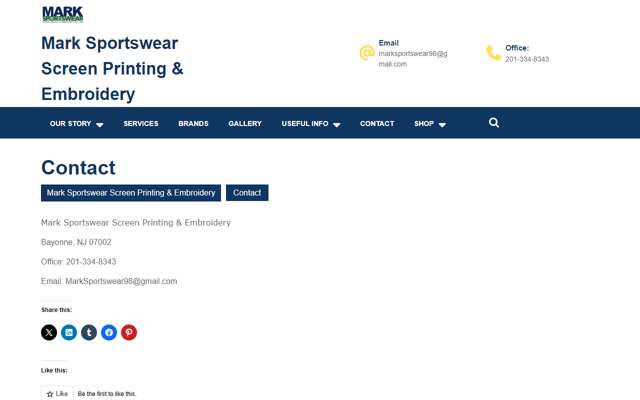 MARK
SPORTSWEAR
Mark Sportswear
Screen Printing &
Embroidery
Email
marksportswear98@g
mail.com
Office:
201-334-8343
OUR STORY
SERVICES
BRANDS
GALLERY
USEFUL INFO
CONTACT
SHOP
Contact
Mark Sportswear Screen Printing & Embroidery
Contact
Mark Sportswear Screen Printing & Embroidery
Bayonne, NJ 07002
Office: 201-334-8343
Email: MarkSportswear98@gmail.com
Share this:
Like this:
Like
Be the first to like this.